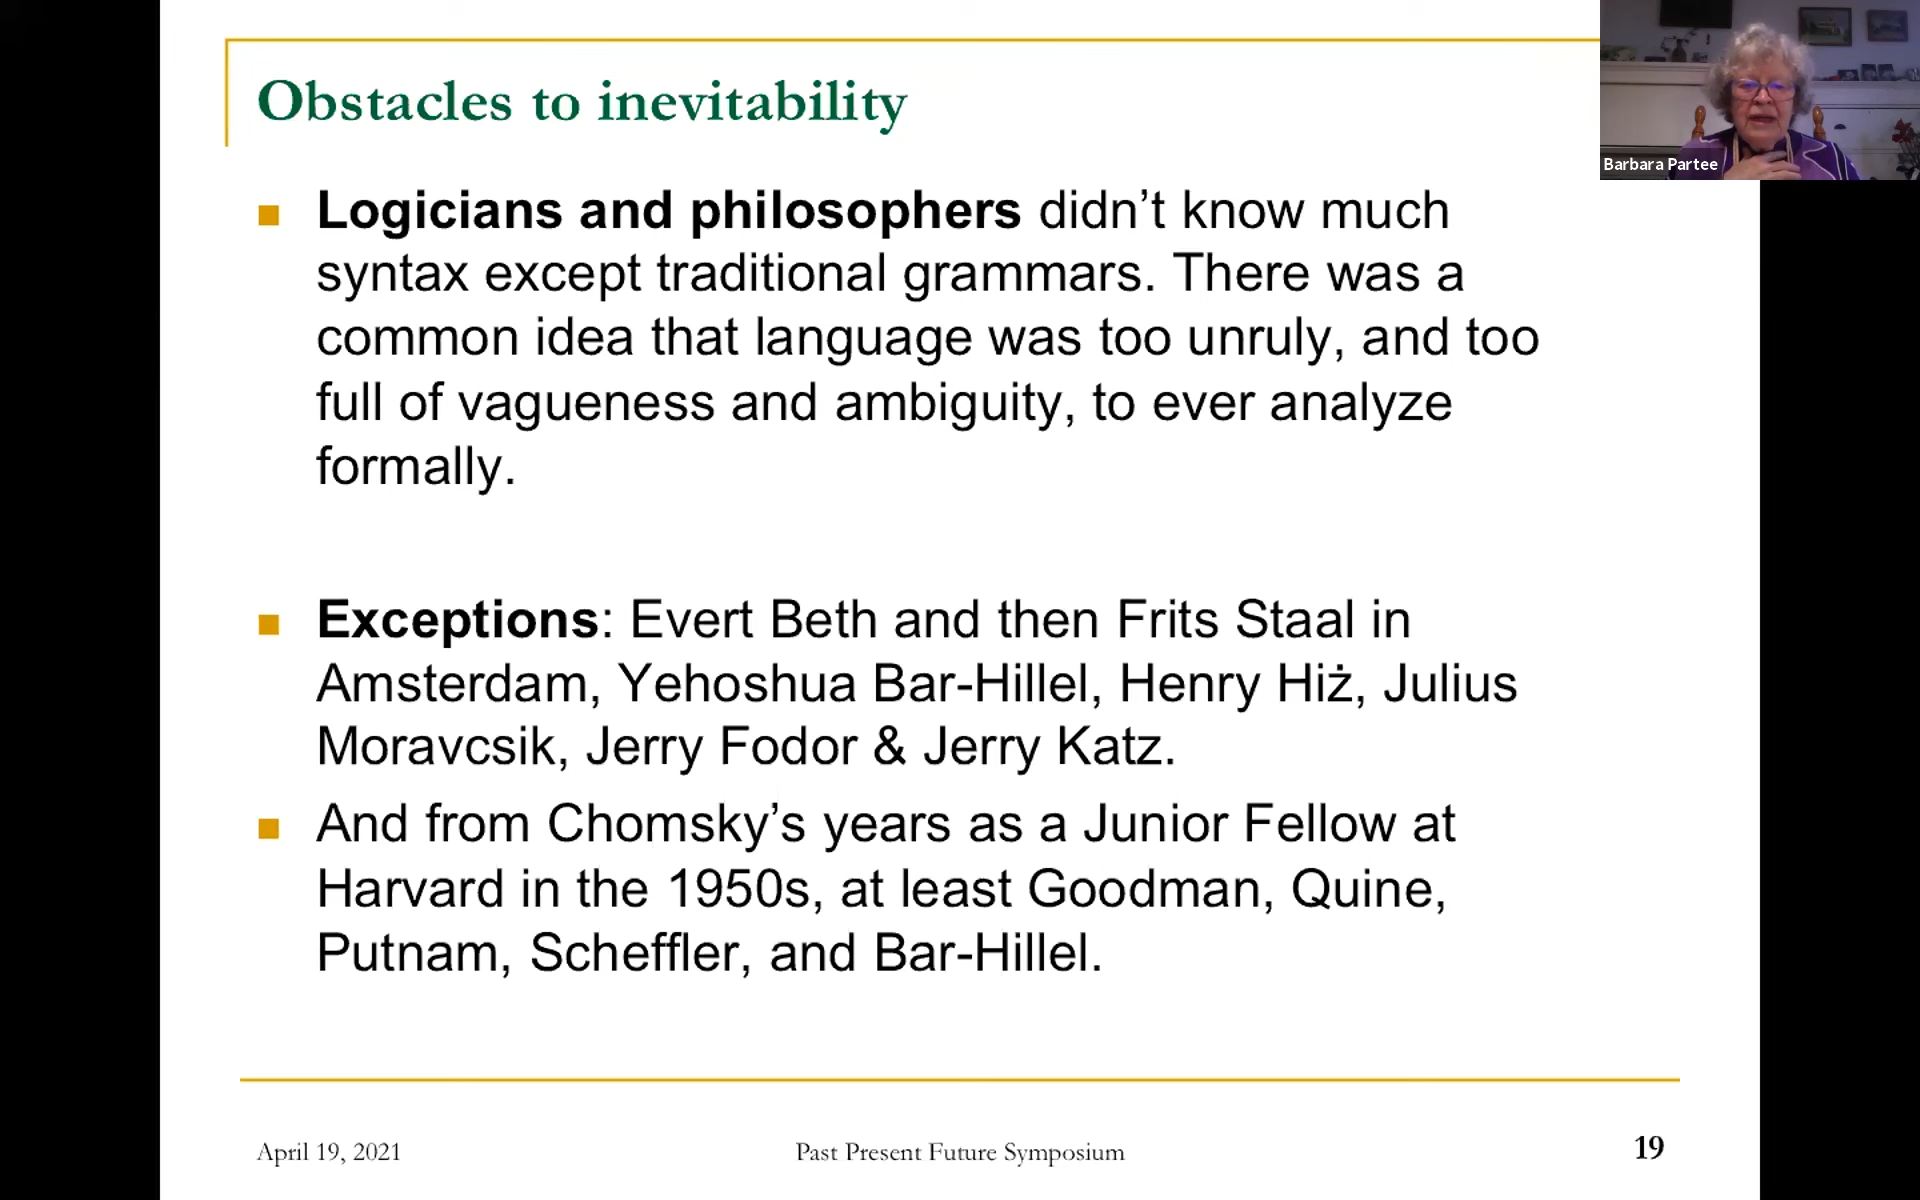 Obstacles to inevitability
Barbara Partee
■ Logicians and philosophers didn’t know much
syntax except traditional grammars. There was a
common idea that language was too unruly, and too
full of vagueness and ambiguity, to ever analyze
formally.
■ Exceptions: Evert Beth and then Frits Staal in
Amsterdam, Yehoshua Bar-Hillel, Henry Hiż, Julius
Moravcsik, Jerry Fodor & Jerry Katz.
■ And from Chomsky’s years as a Junior Fellow at
Harvard in the 1950s, at least Goodman, Quine,
Putnam, Scheffler, and Bar-Hillel.
April 19, 2021 Past Present Future Symposium 19